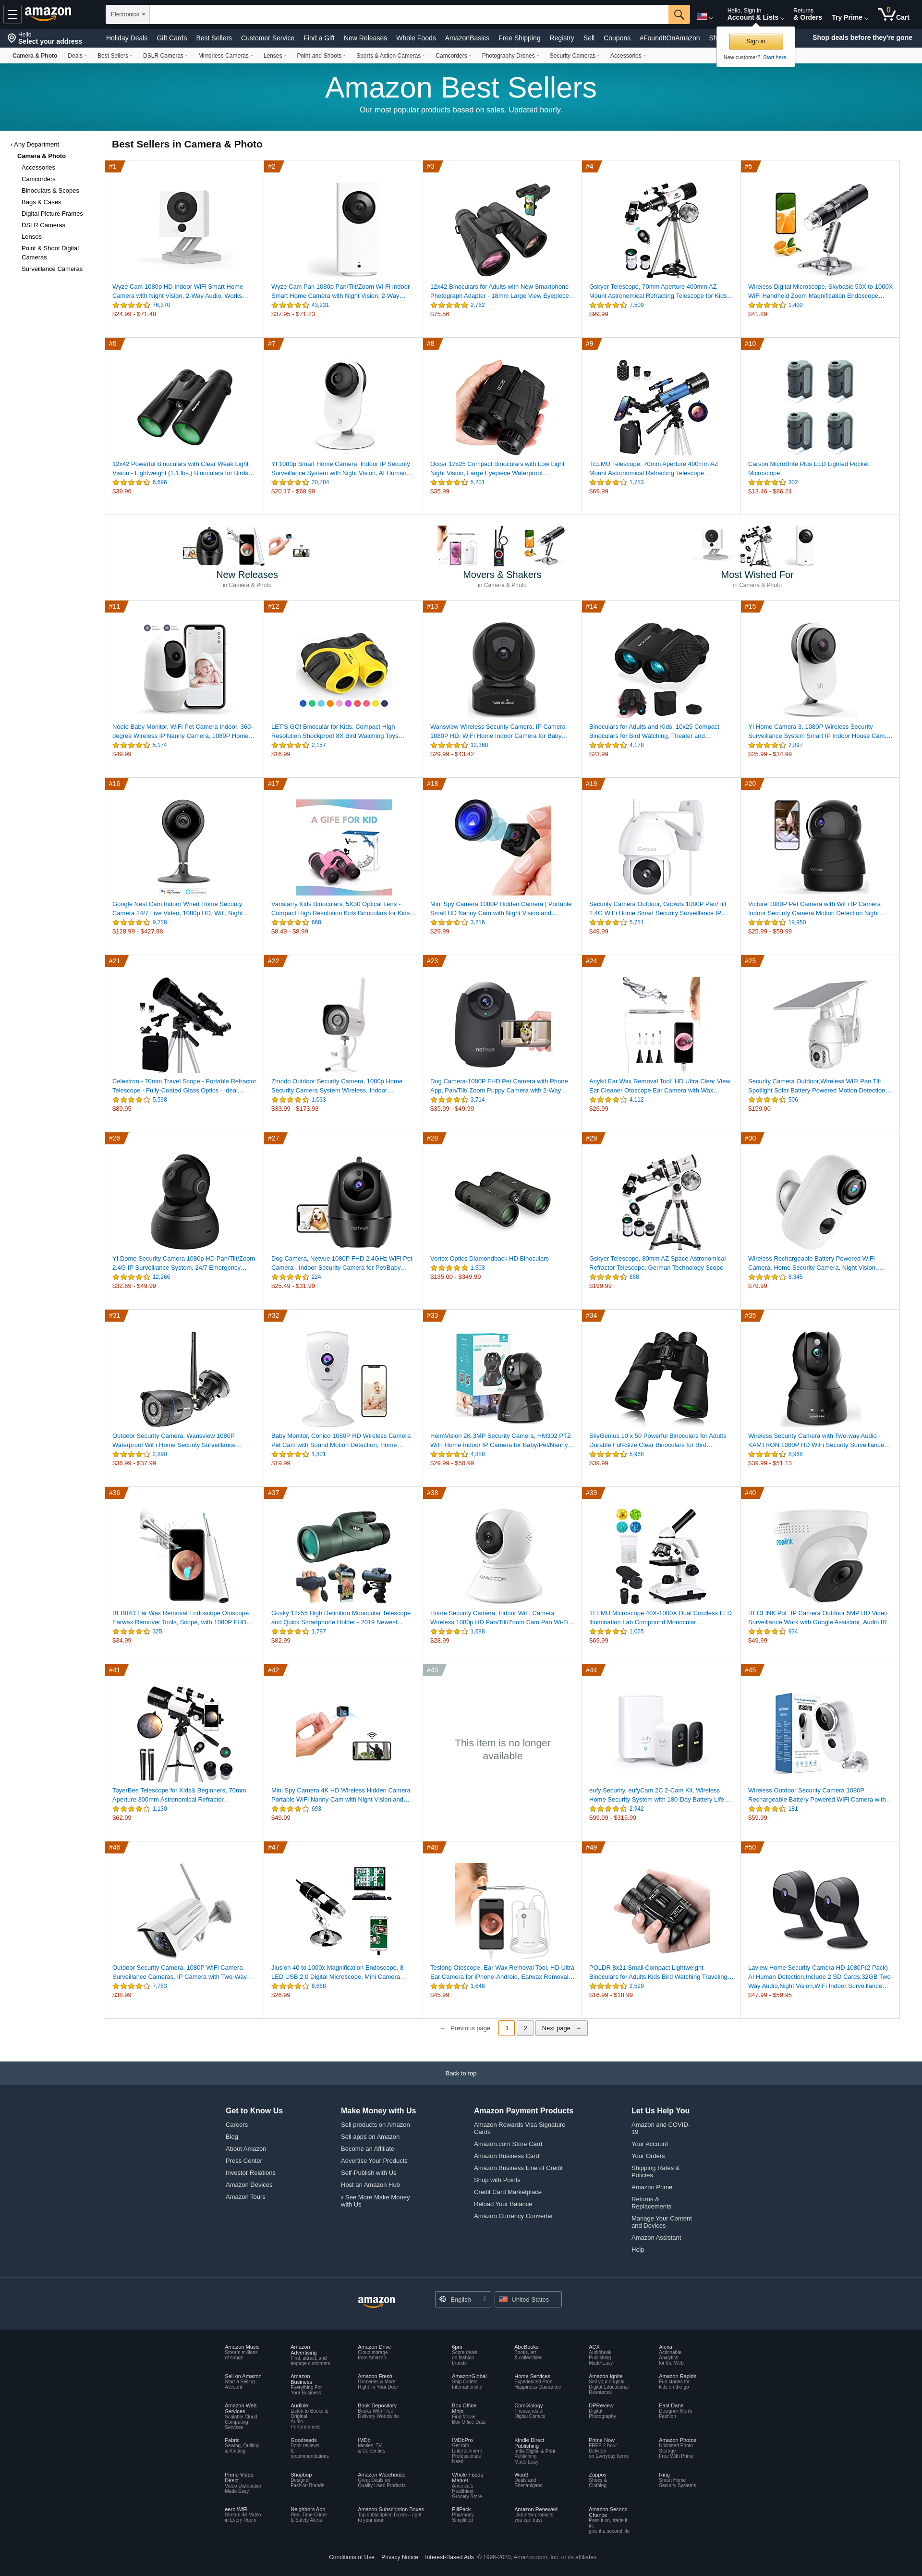 amazon
Electronics
Hello, Sign in
Account & Lists
Returns
& Orders
Try Prime
0
Cart
Hello
Select your address
Holiday Deals
Gift Cards
Best Sellers
Customer Service
Find a Gift
New Releases
Whole Foods
AmazonBasics
Free Shipping
Registry
Sell
Coupons
#FoundItOnAmazon
Shop deals before they're gone
Sign in
New customer? Start here.
Camera & Photo
Deals
Best Sellers
DSLR Cameras
Mirrorless Cameras
Lenses
Point-and-Shoots
Sports & Action Cameras
Camcorders
Photography Drones
Security Cameras
Accessories
Amazon Best Sellers
Our most popular products based on sales. Updated hourly.
‹ Any Department
Camera & Photo
Accessories
Camcorders
Binoculars & Scopes
Bags & Cases
Digital Picture Frames
DSLR Cameras
Lenses
Point & Shoot Digital
Cameras
Surveillance Cameras
Best Sellers in Camera & Photo
#1
Wyze Cam 1080p HD Indoor WiFi Smart Home
Camera with Night Vision, 2-Way Audio, Works…
76,370
$24.99 - $71.48
#2
Wyze Cam Pan 1080p Pan/Tilt/Zoom Wi-Fi Indoor
Smart Home Camera with Night Vision, 2-Way…
43,231
$37.95 - $71.23
#3
12x42 Binoculars for Adults with New Smartphone
Photograph Adapter - 18mm Large View Eyepiece…
2,762
$75.56
#4
Gskyer Telescope, 70mm Aperture 400mm AZ
Mount Astronomical Refracting Telescope for Kids…
7,509
$99.99
#5
Wireless Digital Microscope, Skybasic 50X to 1000X
WiFi Handheld Zoom Magnification Endoscope…
1,400
$41.89
#6
12x42 Powerful Binoculars with Clear Weak Light
Vision - Lightweight (1.1 lbs.) Binoculars for Birds…
6,696
$39.96
#7
YI 1080p Smart Home Camera, Indoor IP Security
Surveillance System with Night Vision, AI Human…
20,784
$20.17 - $68.99
#8
Occer 12x25 Compact Binoculars with Low Light
Night Vision, Large Eyepiece Waterproof…
5,201
$35.99
#9
TELMU Telescope, 70mm Aperture 400mm AZ
Mount Astronomical Refracting Telescope…
1,783
$69.99
#10
Carson MicroBrite Plus LED Lighted Pocket
Microscope
302
$13.46 - $86.24
New Releases
in Camera & Photo
Movers & Shakers
in Camera & Photo
Most Wished For
in Camera & Photo
#11
Nooie Baby Monitor, WiFi Pet Camera Indoor, 360-
degree Wireless IP Nanny Camera, 1080P Home…
5,174
$49.99
#12
LET'S GO! Binocular for Kids, Compact High
Resolution Shockproof 8X Bird Watching Toys…
2,157
$16.99
#13
Wansview Wireless Security Camera, IP Camera
1080P HD, WiFi Home Indoor Camera for Baby…
12,368
$29.99 - $43.42
#14
Binoculars for Adults and Kids, 10x25 Compact
Binoculars for Bird Watching, Theater and…
4,178
$23.99
#15
YI Home Camera 3, 1080P Wireless Security
Surveillance System Smart IP Indoor House Cam,…
2,897
$25.99 - $34.99
#16
Google Nest Cam Indoor Wired Home Security
Camera 24/7 Live Video, 1080p HD, Wifi, Night…
9,728
$128.99 - $427.98
#17
A GIFE FOR KID
Vanstarry Kids Binoculars, 5X30 Optical Lens -
Compact High Resolution Kids Binoculars for Kids…
668
$8.49 - $8.99
#18
Mini Spy Camera 1080P Hidden Camera | Portable
Small HD Nanny Cam with Night Vision and…
3,216
$29.99
#19
Security Camera Outdoor, Goowls 1080P Pan/Tilt
2.4G WiFi Home Smart Security Surveillance IP…
5,751
$49.99
#20
Victure 1080P Pet Camera with WiFi IP Camera
Indoor Security Camera Motion Detection Night…
19,950
$25.99 - $59.99
#21
Celestron - 70mm Travel Scope - Portable Refractor
Telescope - Fully-Coated Glass Optics - Ideal…
5,598
$89.95
#22
Zmodo Outdoor Security Camera, 1080p Home
Security Camera System Wireless, Indoor…
1,033
$33.99 - $173.93
#23
netvue
Dog Camera-1080P FHD Pet Camera with Phone
App, Pan/Tilt/ Zoom Puppy Camera with 2-Way…
3,714
$35.99 - $49.99
#24
Anykit Ear Wax Removal Tool, HD Ultra Clear View
Ear Cleaner Otoscope Ear Camera with Wax…
4,112
$26.99
#25
Security Camera Outdoor,Wireless WiFi Pan Tilt
Spotlight Solar Battery Powered Motion Detection…
506
$159.00
#26
YI Dome Security Camera 1080p HD Pan/Tilt/Zoom
2.4G IP Surveillance System, 24/7 Emergency…
12,266
$32.69 - $49.99
#27
netvue
Dog Camera, Netvue 1080P FHD 2.4GHz WiFi Pet
Camera , Indoor Security Camera for Pet/Baby…
224
$25.49 - $31.99
#28
Vortex Optics Diamondback HD Binoculars
1,503
$135.00 - $349.99
#29
Gskyer Telescope, 80mm AZ Space Astronomical
Refractor Telescope, German Technology Scope
868
$199.99
#30
Wireless Rechargeable Battery Powered WiFi
Camera, Home Security Camera, Night Vision,…
8,345
$79.99
#31
Outdoor Security Camera, Wansview 1080P
Waterproof WiFi Home Security Surveillance…
2,890
$36.99 - $37.99
#32
Baby Monitor, Conico 1080P HD Wireless Camera
Pet Cam with Sound Motion Detection, Home…
1,801
$19.99
#33
HeimVision 2K 3MP Security Camera, HM302 PTZ
WiFi Home Indoor IP Camera for Baby/Pet/Nanny…
4,888
$29.99 - $50.99
#34
SkyGenius 10 x 50 Powerful Binoculars for Adults
Durable Full-Size Clear Binoculars for Bird…
5,968
$39.99
#35
Wireless Security Camera with Two-way Audio -
KAMTRON 1080P HD WiFi Security Surveillance…
8,968
$39.99 - $51.13
#36
BEBIRD Ear Wax Removal Endoscope Otoscope,
Earwax Remover Tools, Scope, with 1080P FHD…
325
$34.99
#37
Gosky 12x55 High Definition Monocular Telescope
and Quick Smartphone Holder - 2019 Newest…
1,787
$82.99
#38
AMICCOM
Home Security Camera, Indoor WiFi Camera
Wireless 1080p HD Pan/Tilt/Zoom Cam Pan Wi-Fi…
1,688
$28.99
#39
TELMU Microscope 40X-1000X Dual Cordless LED
Illumination Lab Compound Monocular…
1,065
$69.99
#40
reolink
REOLINK PoE IP Camera Outdoor 5MP HD Video
Surveillance Work with Google Assistant, Audio IR…
934
$49.99
#41
ToyerBee Telescope for Kids& Beginners, 70mm
Aperture 300mm Astronomical Refractor…
1,130
$62.99
#42
Mini Spy Camera 4K HD Wireless Hidden Camera
Portable WiFi Nanny Cam with Night Vision and…
693
$49.99
#43
This item is no longer
available
#44
eufy Security, eufyCam 2C 2-Cam Kit, Wireless
Home Security System with 180-Day Battery Life,…
2,942
$99.99 - $315.99
#45
Wireless Outdoor Security Camera 1080P
Rechargeable Battery Powered WiFi Camera with…
181
$59.99
#46
Outdoor Security Camera, 1080P WiFi Camera
Surveillance Cameras, IP Camera with Two-Way…
7,763
$38.99
#47
Jiusion 40 to 1000x Magnification Endoscope, 8
LED USB 2.0 Digital Microscope, Mini Camera…
8,668
$26.99
#48
Teslong Otoscope, Ear Wax Removal Tool, HD Ultra
Ear Camera for iPhone-Android, Earwax Removal…
1,648
$45.99
#49
POLDR 8x21 Small Compact Lightweight
Binoculars for Adults Kids Bird Watching Traveling…
2,529
$16.99 - $18.99
#50
Laview Home Security Camera HD 1080P(2 Pack)
AI Human Detection,Include 2 SD Cards,32GB Two-
Way Audio,Night Vision,WiFi Indoor Surveillance…
$47.99 - $59.95
← Previous page
1
2
Next page →
Back to top
Get to Know Us
Careers
Blog
About Amazon
Press Center
Investor Relations
Amazon Devices
Amazon Tours
Make Money with Us
Sell products on Amazon
Sell apps on Amazon
Become an Affiliate
Advertise Your Products
Self-Publish with Us
Host an Amazon Hub
› See More Make Money
with Us
Amazon Payment Products
Amazon Rewards Visa Signature
Cards
Amazon.com Store Card
Amazon Business Card
Amazon Business Line of Credit
Shop with Points
Credit Card Marketplace
Reload Your Balance
Amazon Currency Converter
Let Us Help You
Amazon and COVID-
19
Your Account
Your Orders
Shipping Rates &
Policies
Amazon Prime
Returns &
Replacements
Manage Your Content
and Devices
Amazon Assistant
Help
amazon
English
United States
Amazon Music
Stream millions
of songs
Amazon
Advertising
Find, attract, and
engage customers
Amazon Drive
Cloud storage
from Amazon
6pm
Score deals
on fashion
brands
AbeBooks
Books, art
& collectibles
ACX
Audiobook
Publishing
Made Easy
Alexa
Actionable
Analytics
for the Web
Sell on Amazon
Start a Selling
Account
Amazon
Business
Everything For
Your Business
Amazon Fresh
Groceries & More
Right To Your Door
AmazonGlobal
Ship Orders
Internationally
Home Services
Experienced Pros
Happiness Guarantee
Amazon Ignite
Sell your original
Digital Educational
Resources
Amazon Rapids
Fun stories for
kids on the go
Amazon Web
Services
Scalable Cloud
Computing
Services
Audible
Listen to Books &
Original
Audio
Performances
Book Depository
Books With Free
Delivery Worldwide
Box Office
Mojo
Find Movie
Box Office Data
ComiXology
Thousands of
Digital Comics
DPReview
Digital
Photography
East Dane
Designer Men's
Fashion
Fabric
Sewing, Quilting
& Knitting
Goodreads
Book reviews
&
recommendations
IMDb
Movies, TV
& Celebrities
IMDbPro
Get Info
Entertainment
Professionals
Need
Kindle Direct
Publishing
Indie Digital & Print
Publishing
Made Easy
Prime Now
FREE 2-hour
Delivery
on Everyday Items
Amazon Photos
Unlimited Photo
Storage
Free With Prime
Prime Video
Direct
Video Distribution
Made Easy
Shopbop
Designer
Fashion Brands
Amazon Warehouse
Great Deals on
Quality Used Products
Whole Foods
Market
America's
Healthiest
Grocery Store
Woot!
Deals and
Shenanigans
Zappos
Shoes &
Clothing
Ring
Smart Home
Security Systems
eero WiFi
Stream 4K Video
in Every Room
Neighbors App
Real-Time Crime
& Safety Alerts
Amazon Subscription Boxes
Top subscription boxes – right
to your door
PillPack
Pharmacy
Simplified
Amazon Renewed
Like-new products
you can trust
Amazon Second
Chance
Pass it on, trade it
in,
give it a second life
Conditions of Use
Privacy Notice
Interest-Based Ads
© 1996-2020, Amazon.com, Inc. or its affiliates